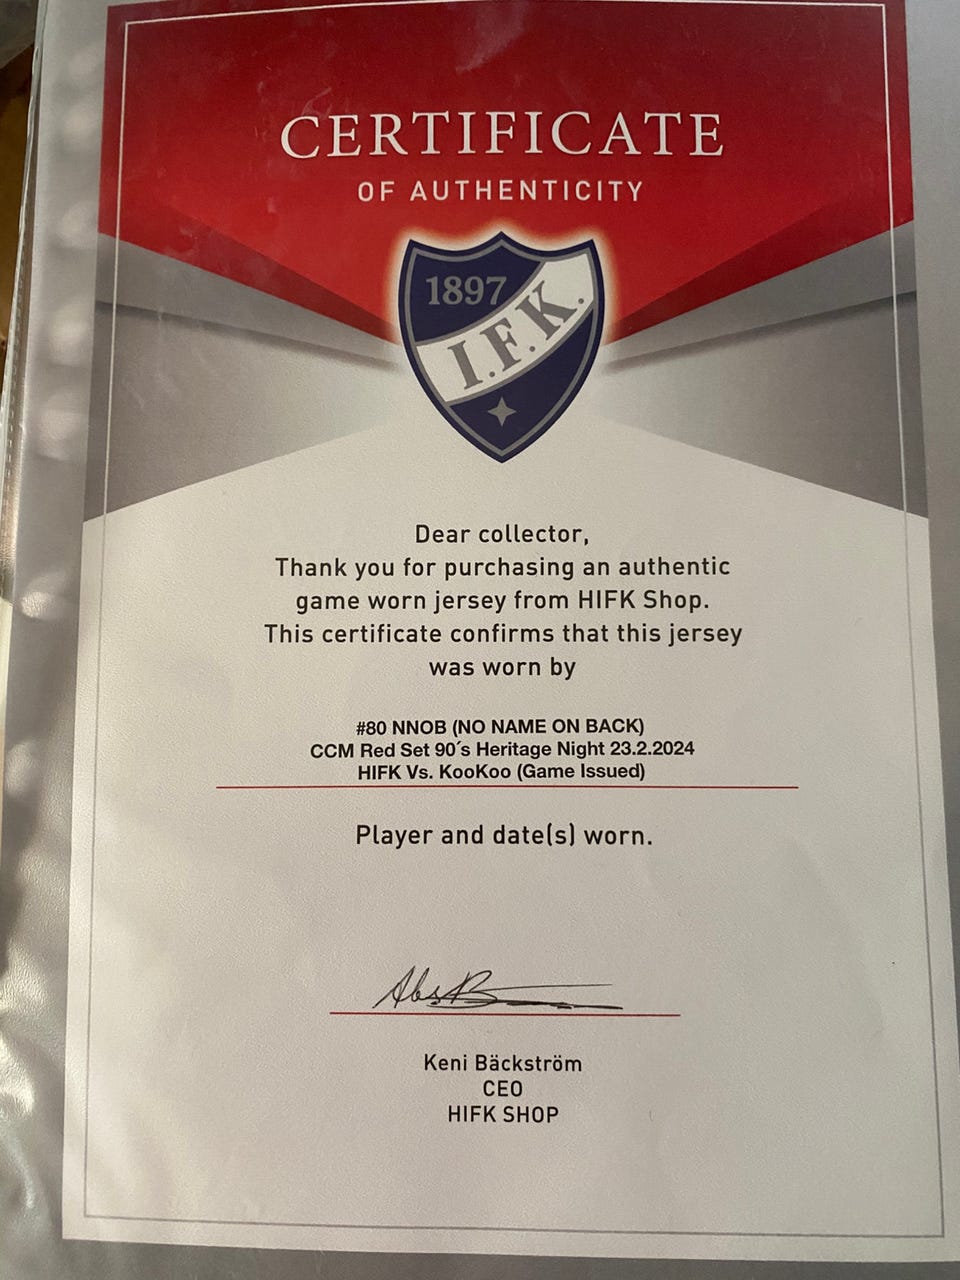 CERTIFICATE
OF AUTHENTICITY
1897
I.F.K.
Dear collector,
Thank you for purchasing an authentic
game worn jersey from HIFK Shop.
This certificate confirms that this jersey
was worn by
#80 NNOB (NO NAME ON BACK)
CCM Red Set 90´s Heritage Night 23.2.2024
HIFK Vs. KooKoo (Game Issued)
Player and date(s) worn.
Keni Bäckström
CEO
HIFK SHOP